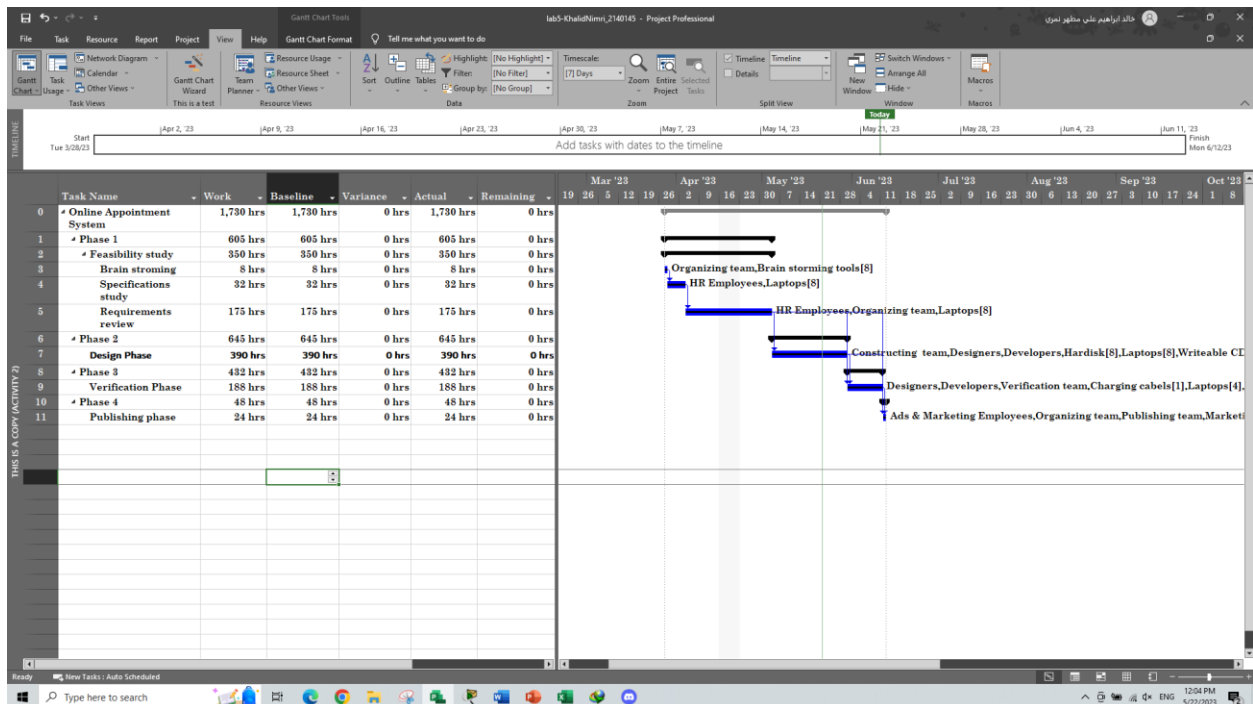 Gantt Chart Tools
lab5-KhalidNimri_2140145 - Project Professional
خالد ابراهيم علي مطهر نمري
File Task Resource Report Project View Help Gantt Chart Format Tell me what you want to do
Gantt Chart
Task Usage
Network Diagram
Calendar
Other Views
Task Views
Gantt Chart Wizard
This is a test
Team Planner
Resource Usage
Resource Sheet
Other Views
Resource Views
Sort Outline Tables
Highlight: [No Highlight]
Filter: [No Filter]
Group by: [No Group]
Data
Timescale:
[7] Days
Zoom Entire Project Selected Tasks
Zoom
Timeline Timeline
Details
Split View
New Window
Switch Windows
Arrange All
Hide
Window
Macros
Macros
TIMELINE
Today
Apr 2, '23 Apr 9, '23 Apr 16, '23 Apr 23, '23 Apr 30, '23 May 7, '23 May 14, '23 May 21, '23 May 28, '23 Jun 4, '23 Jun 11, '23
Start
Tue 3/28/23
Add tasks with dates to the timeline
Finish
Mon 6/12/23
Task Name Work Baseline Variance Actual Remaining
Mar '23 Apr '23 May '23 Jun '23 Jul '23 Aug '23 Sep '23 Oct '23
19 26 5 12 19 26 2 9 16 23 30 7 14 21 28 4 11 18 25 2 9 16 23 30 6 13 20 27 3 10 17 24 1 8
0 Online Appointment System 1,730 hrs 1,730 hrs 0 hrs 1,730 hrs 0 hrs
1 Phase 1 605 hrs 605 hrs 0 hrs 605 hrs 0 hrs
2 Feasibility study 350 hrs 350 hrs 0 hrs 350 hrs 0 hrs
3 Brain stroming 8 hrs 8 hrs 0 hrs 8 hrs 0 hrs
Organizing team,Brain storming tools[8]
4 Specifications study 32 hrs 32 hrs 0 hrs 32 hrs 0 hrs
HR Employees,Laptops[8]
5 Requirements review 175 hrs 175 hrs 0 hrs 175 hrs 0 hrs
HR Employees,Organizing team,Laptops[8]
6 Phase 2 645 hrs 645 hrs 0 hrs 645 hrs 0 hrs
7 Design Phase 390 hrs 390 hrs 0 hrs 390 hrs 0 hrs
Constructing team,Designers,Developers,Hardisk[8],Laptops[8],Writeable CD
8 Phase 3 432 hrs 432 hrs 0 hrs 432 hrs 0 hrs
9 Verification Phase 188 hrs 188 hrs 0 hrs 188 hrs 0 hrs
Designers,Developers,Verification team,Charging cabels[1],Laptops[4],
10 Phase 4 48 hrs 48 hrs 0 hrs 48 hrs 0 hrs
11 Publishing phase 24 hrs 24 hrs 0 hrs 24 hrs 0 hrs
Ads & Marketing Employees,Organizing team,Publishing team,Marketi
THIS IS A COPY (ACTIVITY 2)
Ready New Tasks : Auto Scheduled
Type here to search
ENG
12:04 PM
5/22/2023